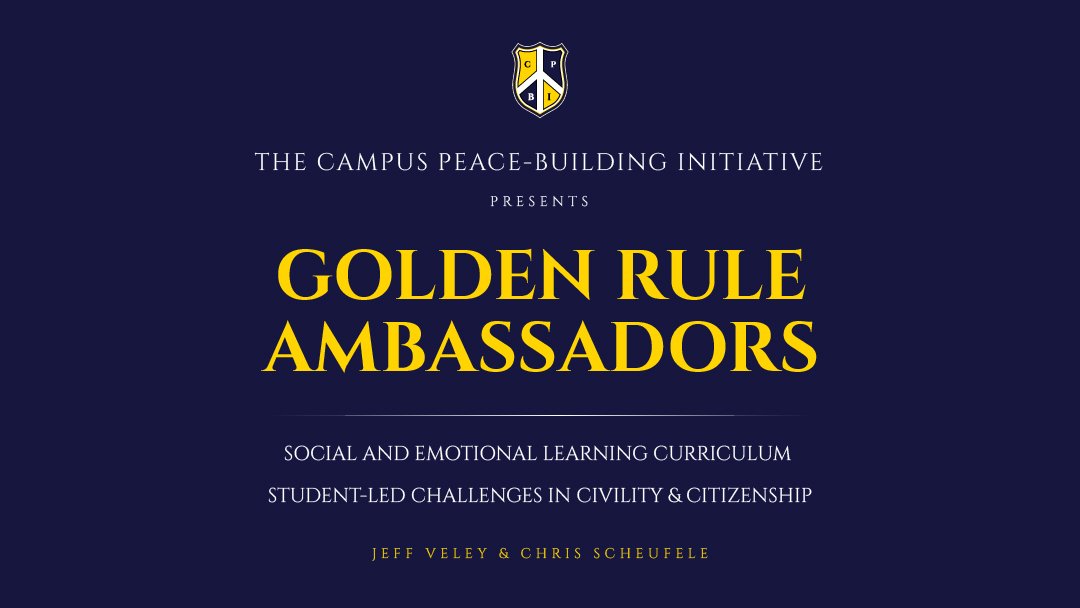 C P
B I
THE CAMPUS PEACE-BUILDING INITIATIVE
PRESENTS
GOLDEN RULE
AMBASSADORS
SOCIAL AND EMOTIONAL LEARNING CURRICULUM
STUDENT-LED CHALLENGES IN CIVILITY & CITIZENSHIP
JEFF VELEY & CHRIS SCHEUFELE